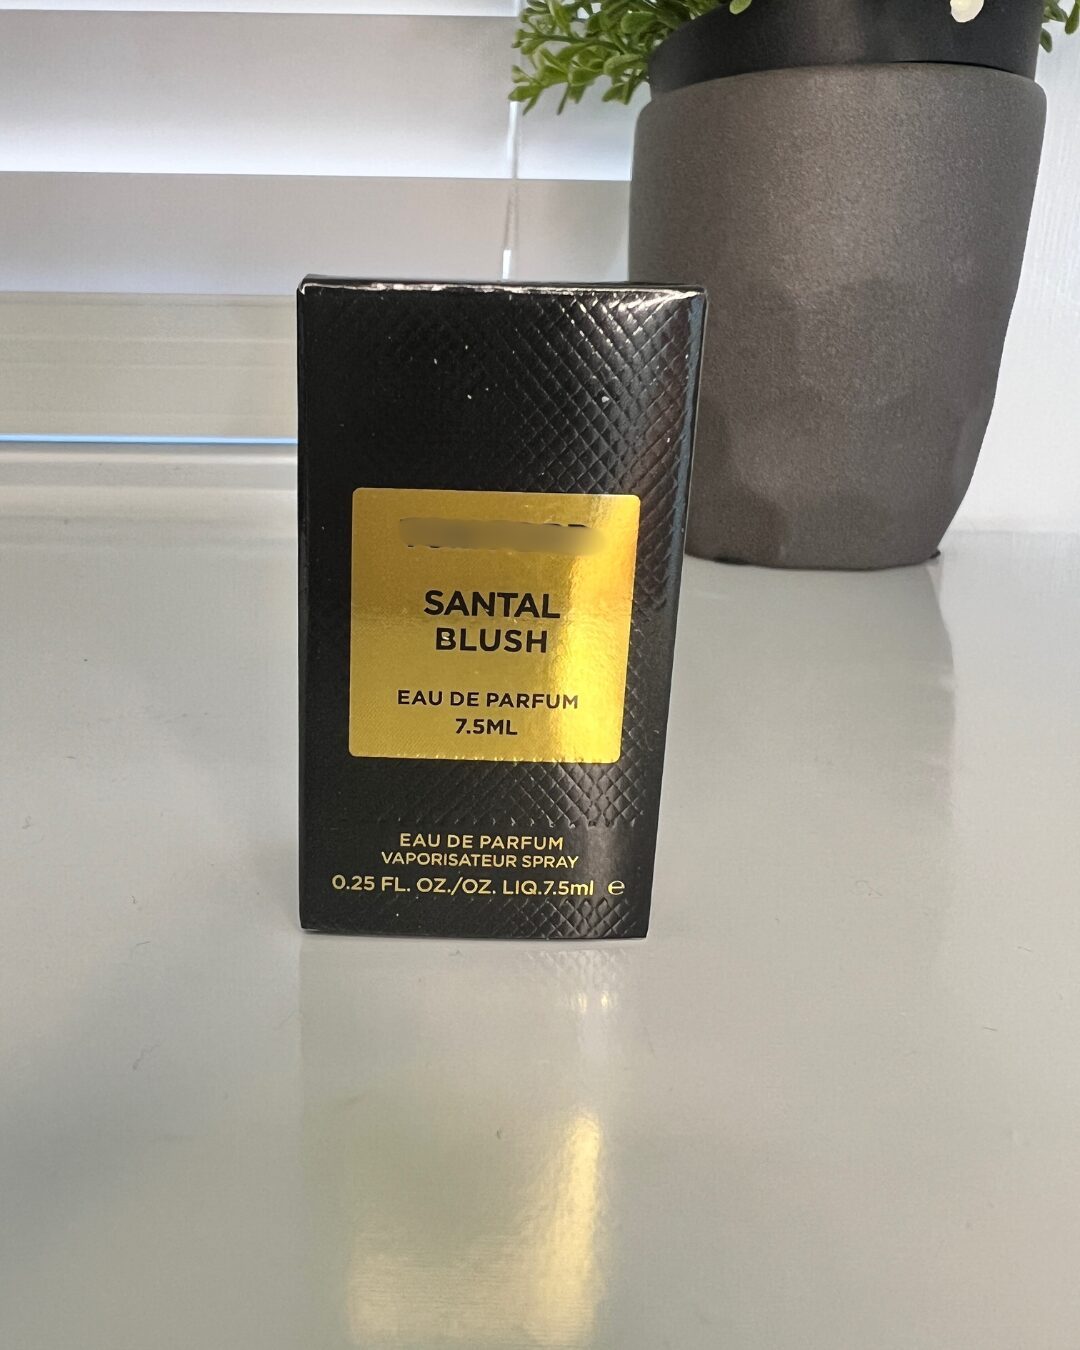 SANTAL
BLUSH
EAU DE PARFUM
7.5ML
EAU DE PARFUM
VAPORISATEUR SPRAY
0.25 FL. OZ./OZ. LIQ.7.5ml ℮